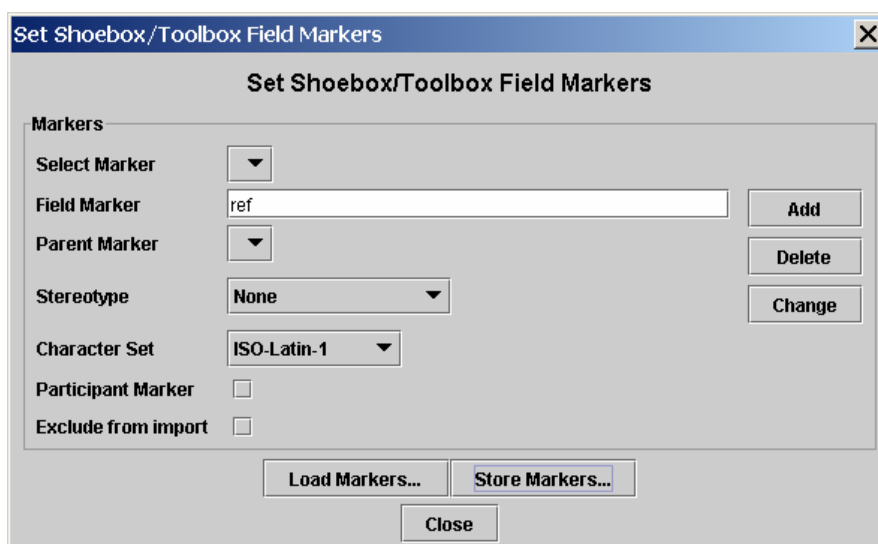 Set Shoebox/Toolbox Field Markers
Set Shoebox/Toolbox Field Markers
Markers
Select Marker
Field Marker ref Add
Parent Marker
Delete
Stereotype None
Change
Character Set ISO-Latin-1
Participant Marker
Exclude from import
Load Markers... Store Markers...
Close